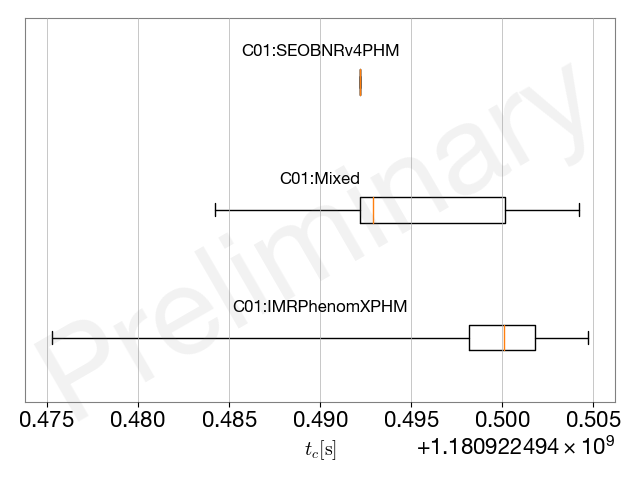 C01:SEOBNRv4PHM
C01:Mixed
C01:IMRPhenomXPHM
Preliminary
0.475 0.480 0.485 0.490 0.495 0.500 0.505
t_c[s]
+1.180922494 × 10⁹